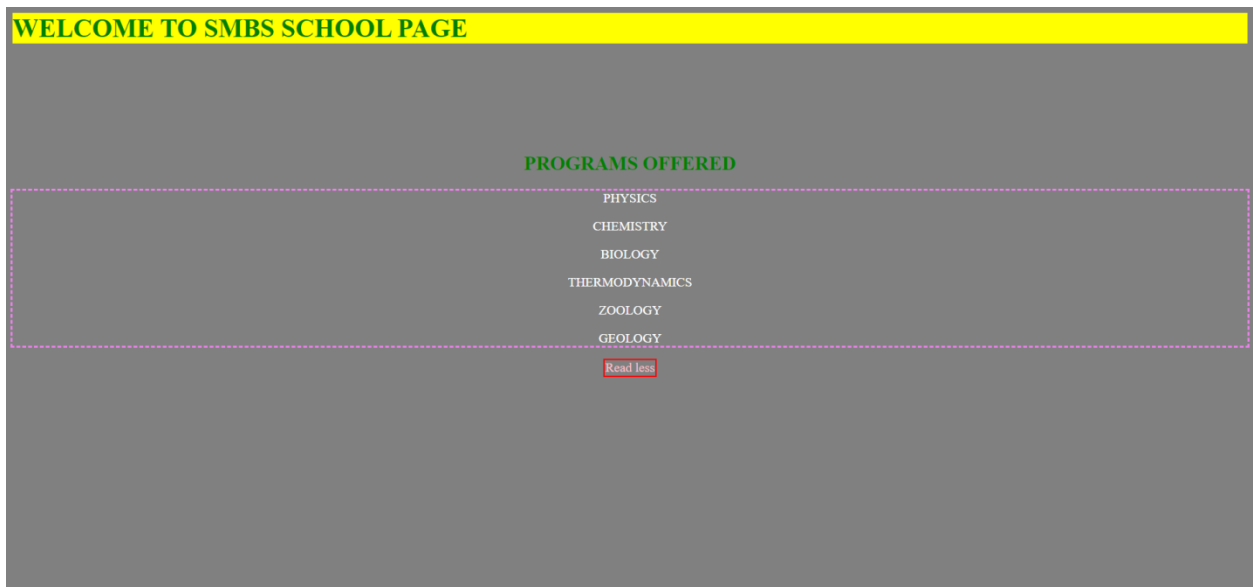 WELCOME TO SMBS SCHOOL PAGE
PROGRAMS OFFERED
PHYSICS
CHEMISTRY
BIOLOGY
THERMODYNAMICS
ZOOLOGY
GEOLOGY
Read less